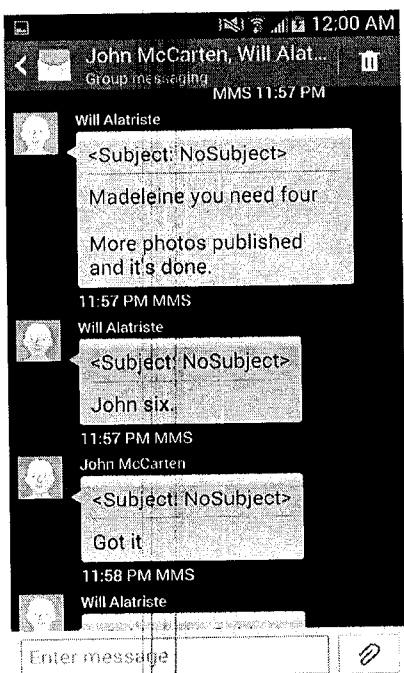 12:00 AM
John McCarten, Will Alat...
Group messaging
MMS 11:57 PM
Will Alatriste
<Subject: NoSubject>
Madeleine you need four
More photos published
and it's done.
11:57 PM MMS
Will Alatriste
<Subject: NoSubject>
John six.
11:57 PM MMS
John McCarten
<Subject: NoSubject>
Got it
11:58 PM MMS
Will Alatriste
Enter message